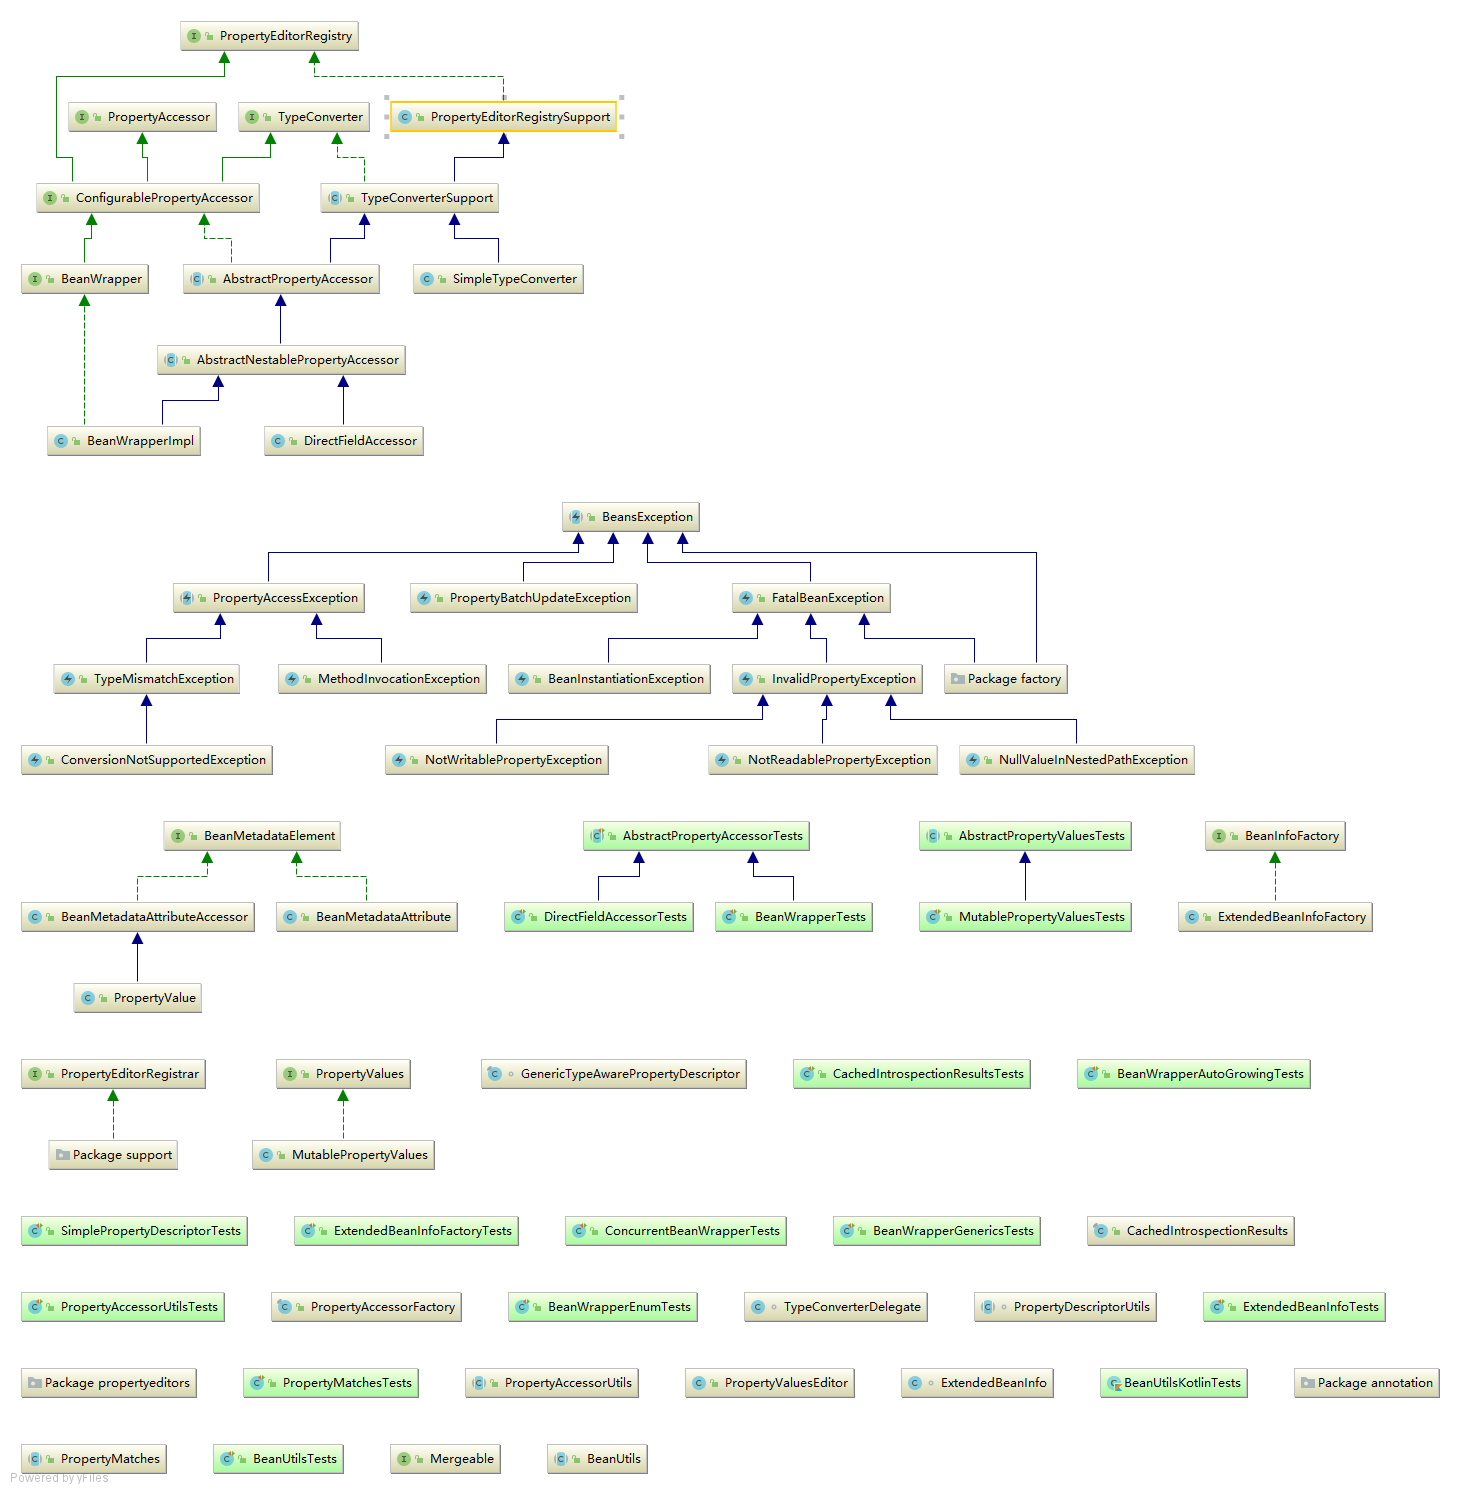 PropertyEditorRegistry
PropertyAccessor
TypeConverter
PropertyEditorRegistrySupport
ConfigurablePropertyAccessor
TypeConverterSupport
BeanWrapper
AbstractPropertyAccessor
SimpleTypeConverter
AbstractNestablePropertyAccessor
BeanWrapperImpl
DirectFieldAccessor
BeansException
PropertyAccessException
PropertyBatchUpdateException
FatalBeanException
TypeMismatchException
MethodInvocationException
BeanInstantiationException
InvalidPropertyException
Package factory
ConversionNotSupportedException
NotWritablePropertyException
NotReadablePropertyException
NullValueInNestedPathException
BeanMetadataElement
AbstractPropertyAccessorTests
AbstractPropertyValuesTests
BeanInfoFactory
BeanMetadataAttributeAccessor
BeanMetadataAttribute
DirectFieldAccessorTests
BeanWrapperTests
MutablePropertyValuesTests
ExtendedBeanInfoFactory
PropertyValue
PropertyEditorRegistrar
PropertyValues
GenericTypeAwarePropertyDescriptor
CachedIntrospectionResultsTests
BeanWrapperAutoGrowingTests
Package support
MutablePropertyValues
SimplePropertyDescriptorTests
ExtendedBeanInfoFactoryTests
ConcurrentBeanWrapperTests
BeanWrapperGenericsTests
CachedIntrospectionResults
PropertyAccessorUtilsTests
PropertyAccessorFactory
BeanWrapperEnumTests
TypeConverterDelegate
PropertyDescriptorUtils
ExtendedBeanInfoTests
Package propertyeditors
PropertyMatchesTests
PropertyAccessorUtils
PropertyValuesEditor
ExtendedBeanInfo
BeanUtilsKotlinTests
Package annotation
PropertyMatches
BeanUtilsTests
Mergeable
BeanUtils
Powered by yFiles